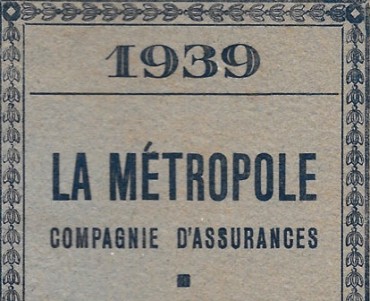 1939
LA MÉTROPOLE
COMPAGNIE D'ASSURANCES